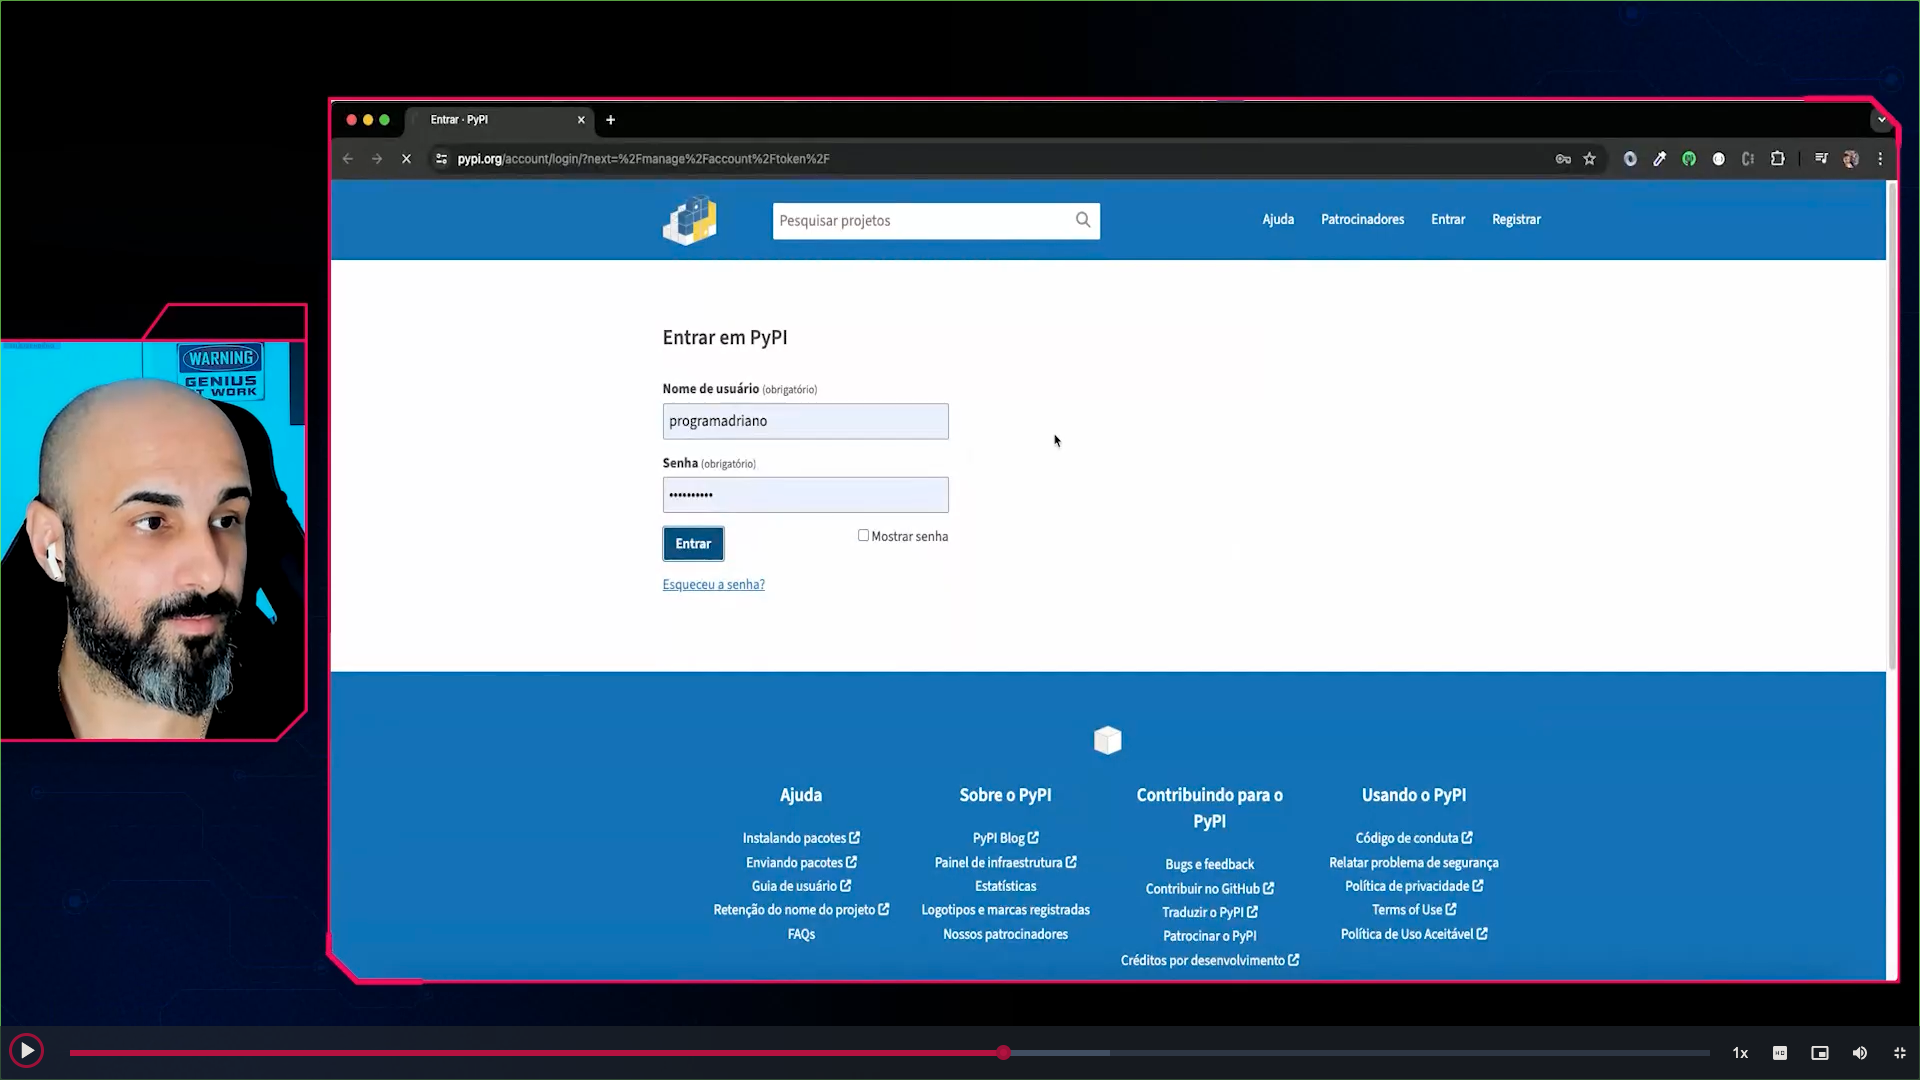 Entrar · PyPI
pypi.org/account/login/?next=%2Fmanage%2Faccount%2Ftoken%2F
Pesquisar projetos
Ajuda
Patrocinadores
Entrar
Registrar
Entrar em PyPI
Nome de usuário (obrigatório)
programadriano
Senha (obrigatório)
••••••••••
Entrar
Mostrar senha
Esqueceu a senha?
WARNING
GENIUS
AT WORK
Ajuda
Instalando pacotes
Enviando pacotes
Guia de usuário
Retenção do nome do projeto
FAQs
Sobre o PyPI
PyPI Blog
Painel de infraestrutura
Estatísticas
Logotipos e marcas registradas
Nossos patrocinadores
Contribuindo para o
PyPI
Bugs e feedback
Contribuir no GitHub
Traduzir o PyPI
Patrocinar o PyPI
Créditos por desenvolvimento
Usando o PyPI
Código de conduta
Relatar problema de segurança
Política de privacidade
Terms of Use
Política de Uso Aceitável
1x